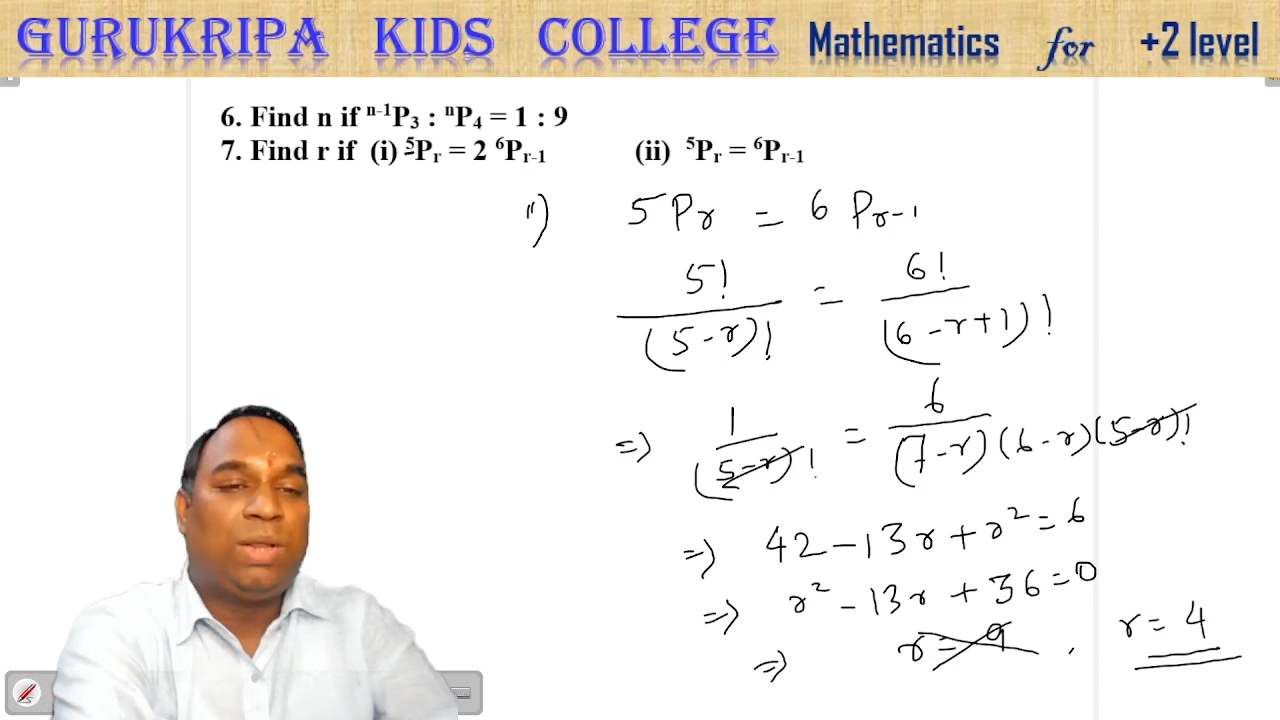 GURUKRIPA KIDS COLLEGE Mathematics for +2 level
6. Find n if ⁿ⁻¹P₃ : ⁿP₄ = 1 : 9
7. Find r if (i) ⁵Pᵣ = 2 ⁶Pᵣ₋₁ (ii) ⁵Pᵣ = ⁶Pᵣ₋₁
ii) 5Pr = 6 Pr-1
5! / (5-r)! = 6! / (6-r+1)!
=) 1 / (5-r)! = 6 / (7-r)(6-r)(5-r)!
=) 42-13r+r² = 6
=) r² - 13r + 36 = 0
=) r = 9 , r = 4